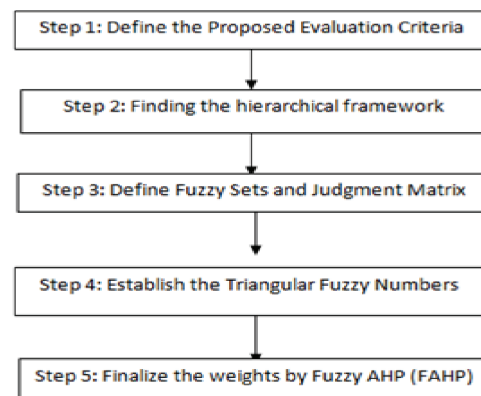 Step 1: Define the Proposed Evaluation Criteria
Step 2: Finding the hierarchical framework
Step 3: Define Fuzzy Sets and Judgment Matrix
Step 4: Establish the Triangular Fuzzy Numbers
Step 5: Finalize the weights by Fuzzy AHP (FAHP)